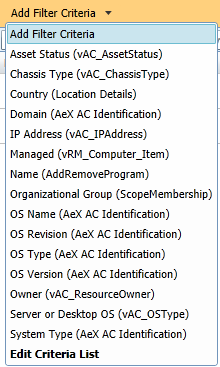 Add Filter Criteria
Add Filter Criteria
Asset Status (vAC_AssetStatus)
Chassis Type (vAC_ChassisType)
Country (Location Details)
Domain (AeX AC Identification)
IP Address (vAC_IPAddress)
Managed (vRM_Computer_Item)
Name (AddRemoveProgram)
Organizational Group (ScopeMembership)
OS Name (AeX AC Identification)
OS Revision (AeX AC Identification)
OS Type (AeX AC Identification)
OS Version (AeX AC Identification)
Owner (vAC_ResourceOwner)
Server or Desktop OS (vAC_OSType)
System Type (AeX AC Identification)
Edit Criteria List